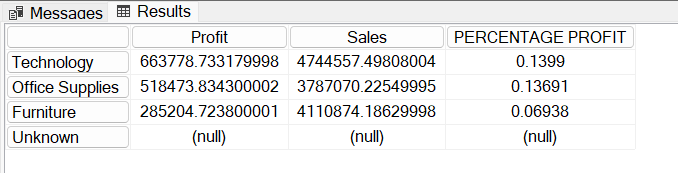 Messages Results
Profit Sales PERCENTAGE PROFIT
Technology 663778.733179998 4744557.49808004 0.1399
Office Supplies 518473.834300002 3787070.22549995 0.13691
Furniture 285204.723800001 4110874.18629998 0.06938
Unknown (null) (null) (null)